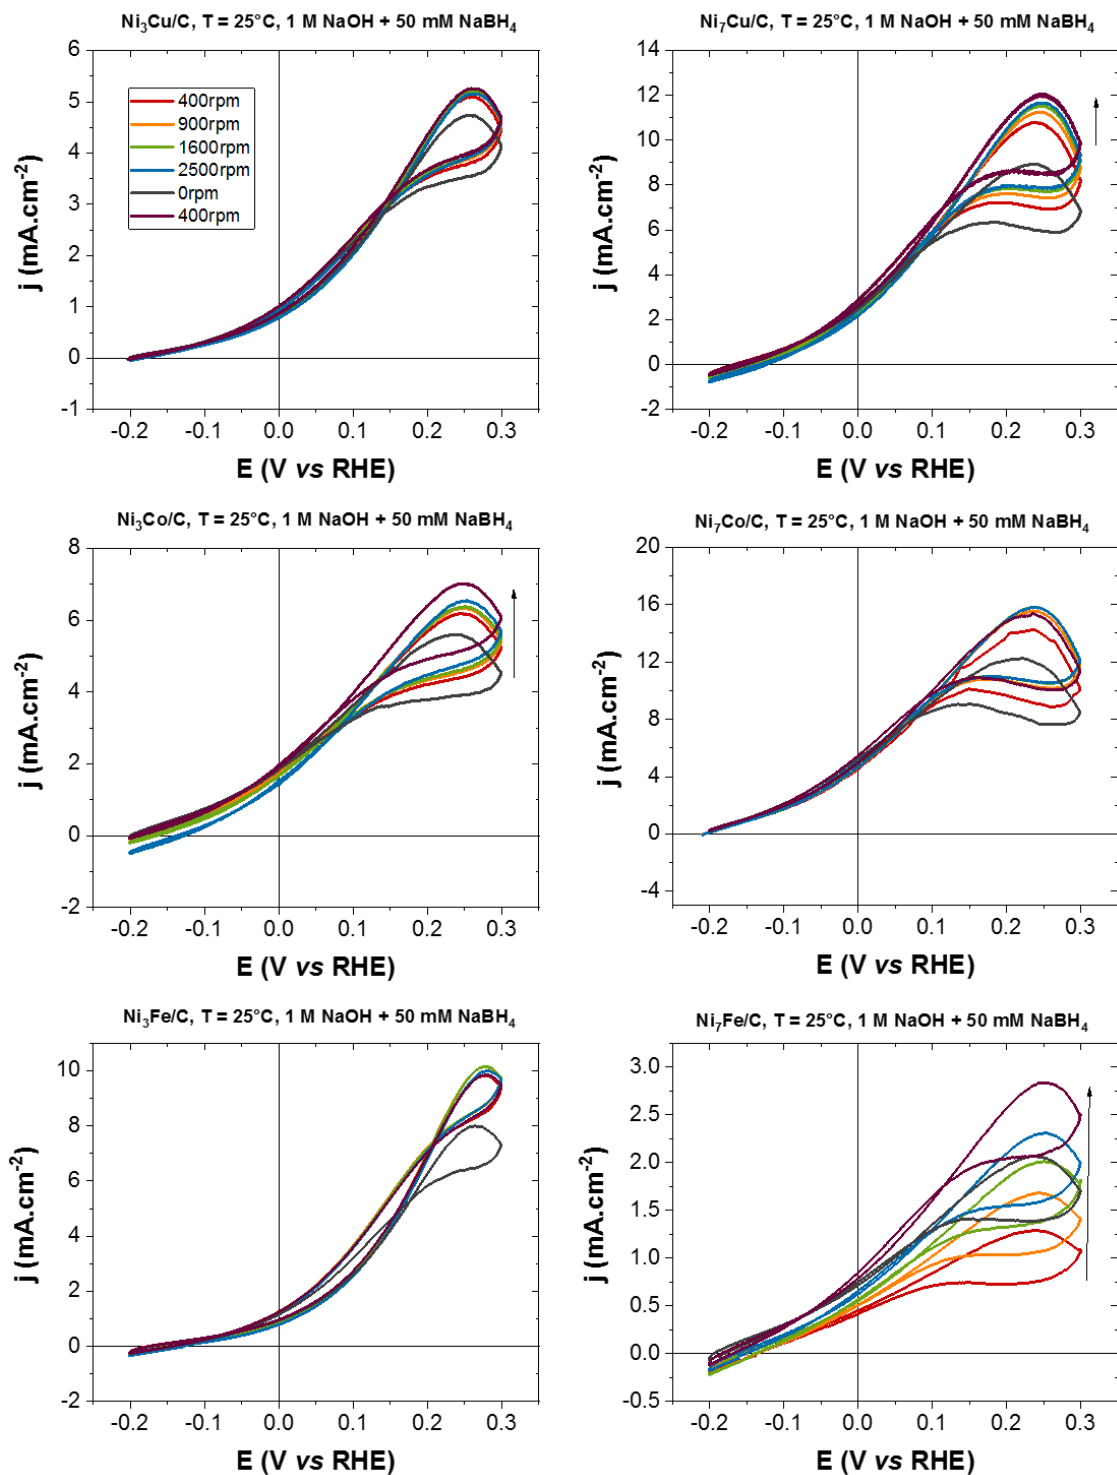 Ni₃Cu/C, T = 25°C, 1 M NaOH + 50 mM NaBH₄
6
5
4
3
2
1
0
-1
400rpm
900rpm
1600rpm
2500rpm
0rpm
400rpm
-0.2 -0.1 0.0 0.1 0.2 0.3
j (mA.cm⁻²)
E (V vs RHE)
Ni₇Cu/C, T = 25°C, 1 M NaOH + 50 mM NaBH₄
14
12
10
8
6
4
2
0
-2
-0.2 -0.1 0.0 0.1 0.2 0.3
j (mA.cm⁻²)
E (V vs RHE)
Ni₃Co/C, T = 25°C, 1 M NaOH + 50 mM NaBH₄
8
6
4
2
0
-2
-0.2 -0.1 0.0 0.1 0.2 0.3
j (mA.cm⁻²)
E (V vs RHE)
Ni₇Co/C, T = 25°C, 1 M NaOH + 50 mM NaBH₄
20
16
12
8
4
0
-4
-0.2 -0.1 0.0 0.1 0.2 0.3
j (mA.cm⁻²)
E (V vs RHE)
Ni₃Fe/C, T = 25°C, 1 M NaOH + 50 mM NaBH₄
10
8
6
4
2
0
-2
-0.2 -0.1 0.0 0.1 0.2 0.3
j (mA.cm⁻²)
E (V vs RHE)
Ni₇Fe/C, T = 25°C, 1 M NaOH + 50 mM NaBH₄
3.0
2.5
2.0
1.5
1.0
0.5
0.0
-0.5
-0.2 -0.1 0.0 0.1 0.2 0.3
j (mA.cm⁻²)
E (V vs RHE)